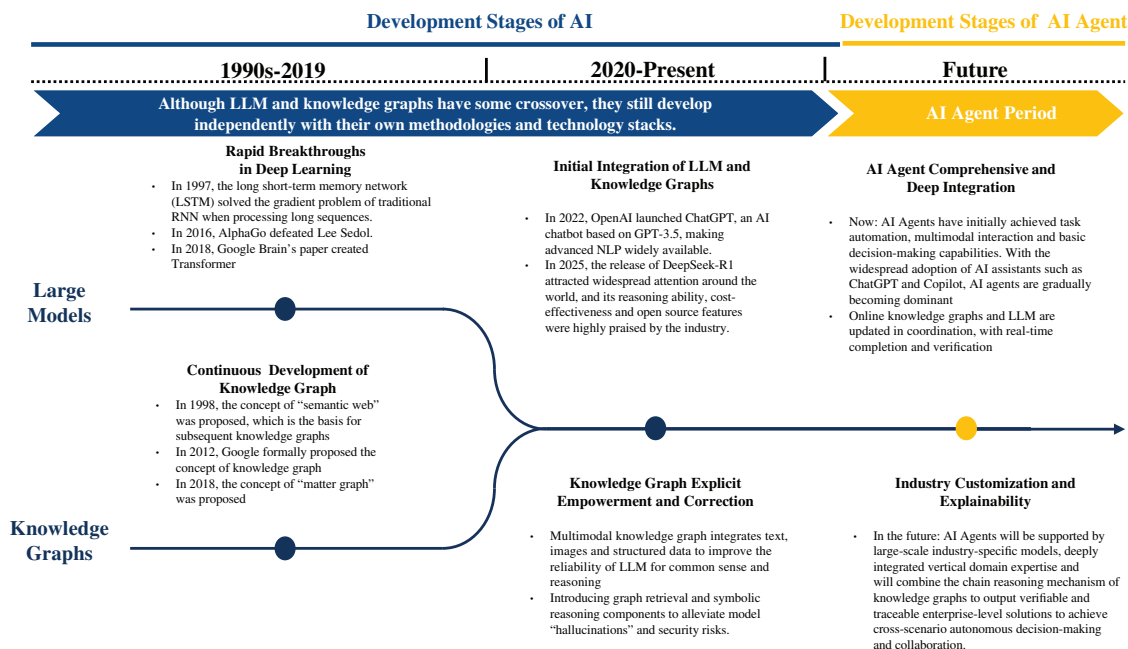 Development Stages of AI
Development Stages of AI Agent
1990s-2019
2020-Present
Future
Although LLM and knowledge graphs have some crossover, they still develop
independently with their own methodologies and technology stacks.
AI Agent Period
Rapid Breakthroughs
in Deep Learning
• In 1997, the long short-term memory network
(LSTM) solved the gradient problem of traditional
RNN when processing long sequences.
• In 2016, AlphaGo defeated Lee Sedol.
• In 2018, Google Brain's paper created
Transformer
Initial Integration of LLM and
Knowledge Graphs
• In 2022, OpenAI launched ChatGPT, an AI
chatbot based on GPT-3.5, making
advanced NLP widely available.
• In 2025, the release of DeepSeek-R1
attracted widespread attention around the
world, and its reasoning ability, cost-
effectiveness and open source features
were highly praised by the industry.
AI Agent Comprehensive and
Deep Integration
• Now: AI Agents have initially achieved task
automation, multimodal interaction and basic
decision-making capabilities. With the
widespread adoption of AI assistants such as
ChatGPT and Copilot, AI agents are gradually
becoming dominant
• Online knowledge graphs and LLM are
updated in coordination, with real-time
completion and verification
Large
Models
Continuous Development of
Knowledge Graph
• In 1998, the concept of “semantic web”
was proposed, which is the basis for
subsequent knowledge graphs
• In 2012, Google formally proposed the
concept of knowledge graph
• In 2018, the concept of “matter graph”
was proposed
Knowledge
Graphs
Knowledge Graph Explicit
Empowerment and Correction
• Multimodal knowledge graph integrates text,
images and structured data to improve the
reliability of LLM for common sense and
reasoning
• Introducing graph retrieval and symbolic
reasoning components to alleviate model
“hallucinations” and security risks.
Industry Customization and
Explainability
• In the future: AI Agents will be supported by
large-scale industry-specific models, deeply
integrated vertical domain expertise and
will combine the chain reasoning mechanism of
knowledge graphs to output verifiable and
traceable enterprise-level solutions to achieve
cross-scenario autonomous decision-making
and collaboration.